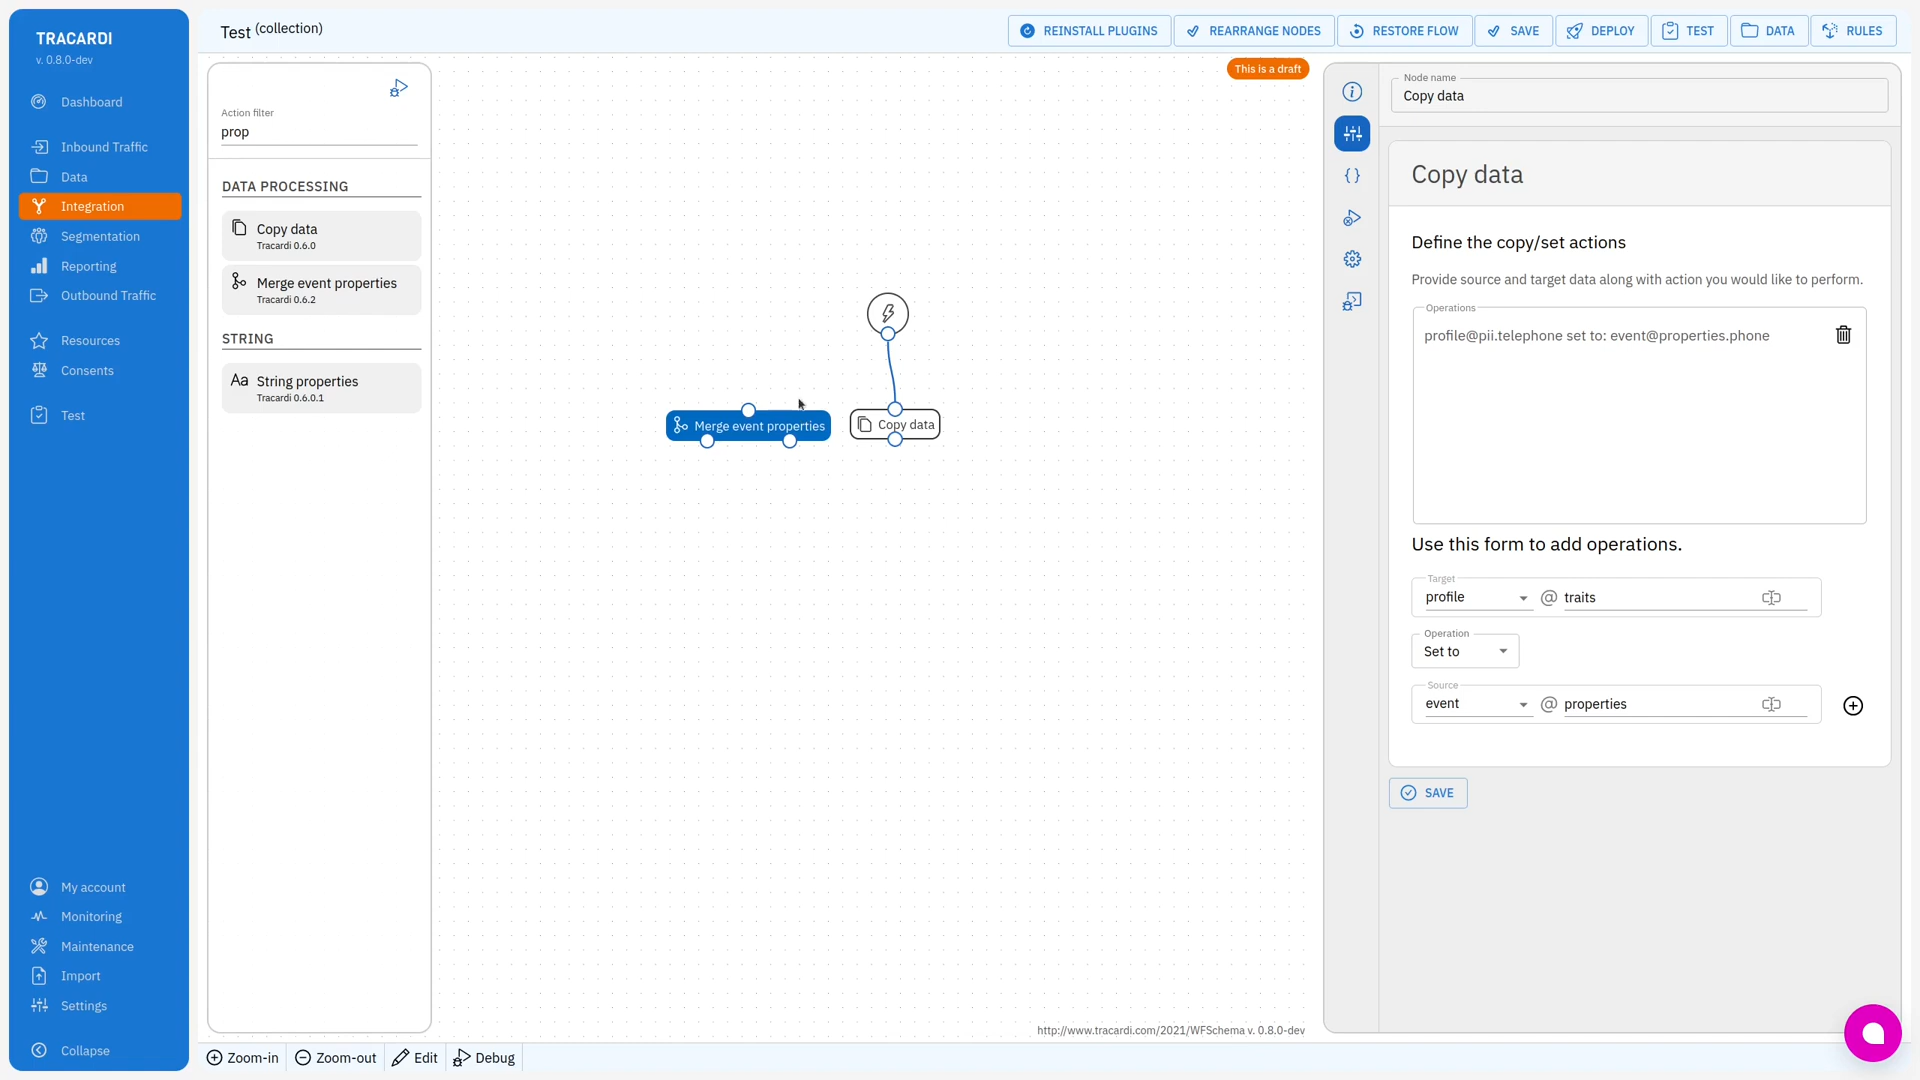 TRACARDI
v. 0.8.0-dev
Dashboard
Inbound Traffic
Data
Integration
Segmentation
Reporting
Outbound Traffic
Resources
Consents
Test
My account
Monitoring
Maintenance
Import
Settings
Collapse
Test (collection)
REINSTALL PLUGINS
REARRANGE NODES
RESTORE FLOW
SAVE
DEPLOY
TEST
DATA
RULES
Action filter
prop
DATA PROCESSING
Copy data
Tracardi 0.6.0
Merge event properties
Tracardi 0.6.2
STRING
Aa String properties
Tracardi 0.6.0.1
This is a draft
Merge event properties
Copy data
http://www.tracardi.com/2021/WFSchema v. 0.8.0-dev
Zoom-in
Zoom-out
Edit
Debug
Node name
Copy data
Copy data
Define the copy/set actions
Provide source and target data along with action you would like to perform.
Operations
profile@pii.telephone set to: event@properties.phone
Use this form to add operations.
Target
profile @ traits
Operation
Set to
Source
event @ properties
SAVE